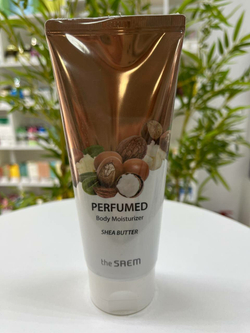 PERFUMED
Body Moisturizer
SHEA BUTTER
the SAEM